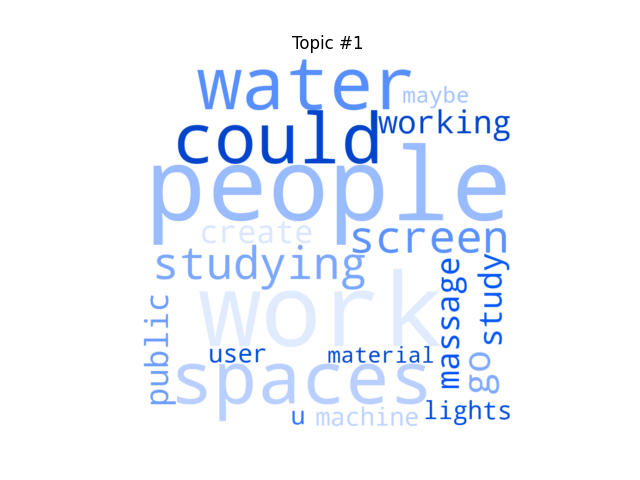 Topic #1
water
maybe
could
working
people
create
screen
studying
work
massage
study
public
user
material
spaces
go
u
machine
lights